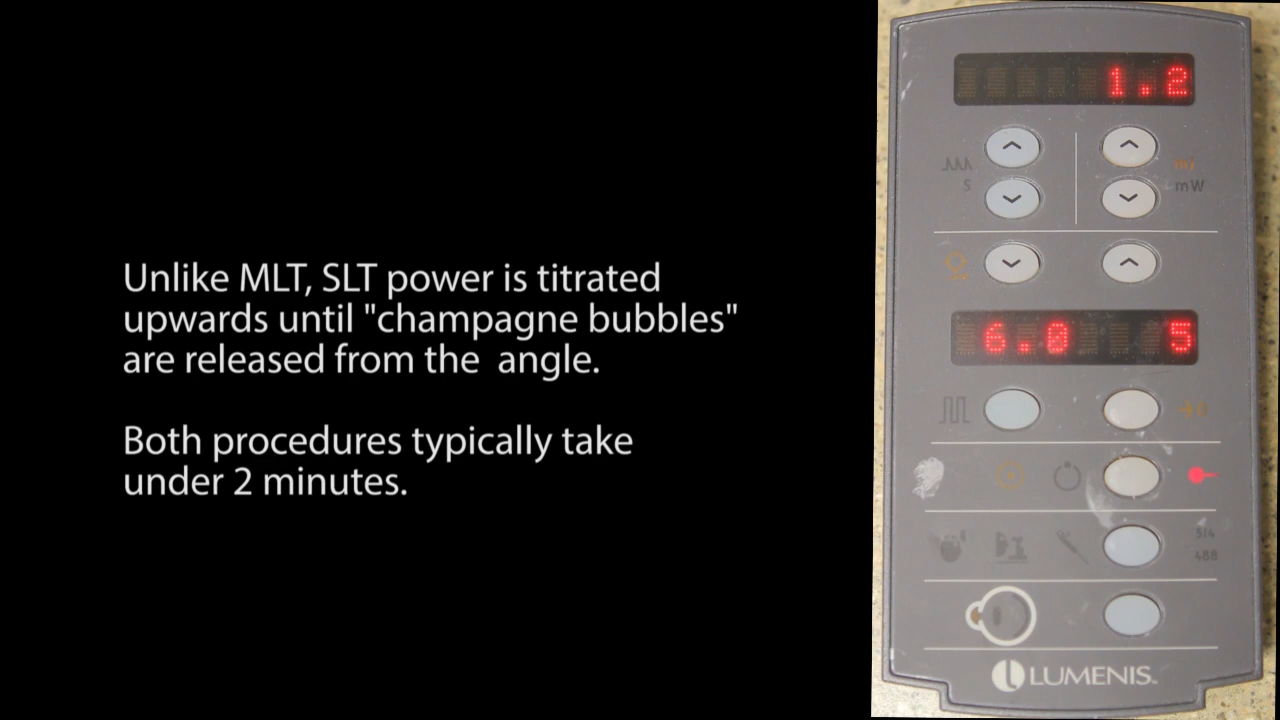 Unlike MLT, SLT power is titrated
upwards until "champagne bubbles"
are released from the angle.
Both procedures typically take
under 2 minutes.
1.2
S
mJ
mW
6.0 5
514
488
LUMENIS